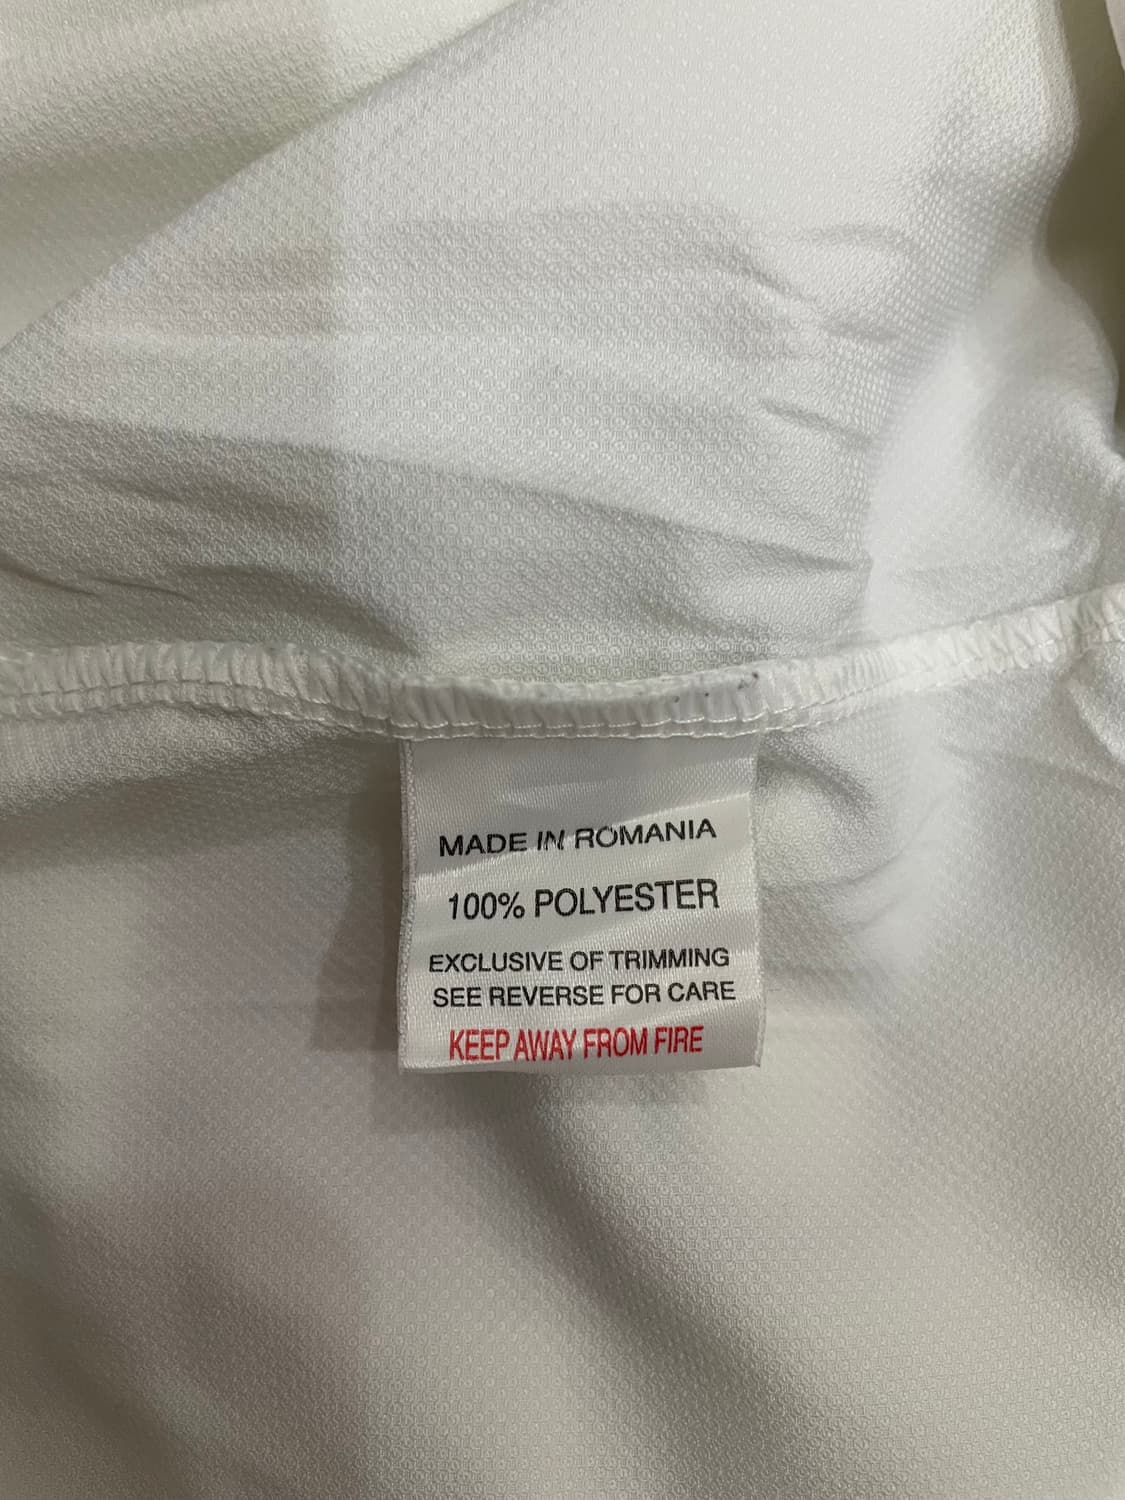 MADE IN ROMANIA
100% POLYESTER
EXCLUSIVE OF TRIMMING
SEE REVERSE FOR CARE
KEEP AWAY FROM FIRE